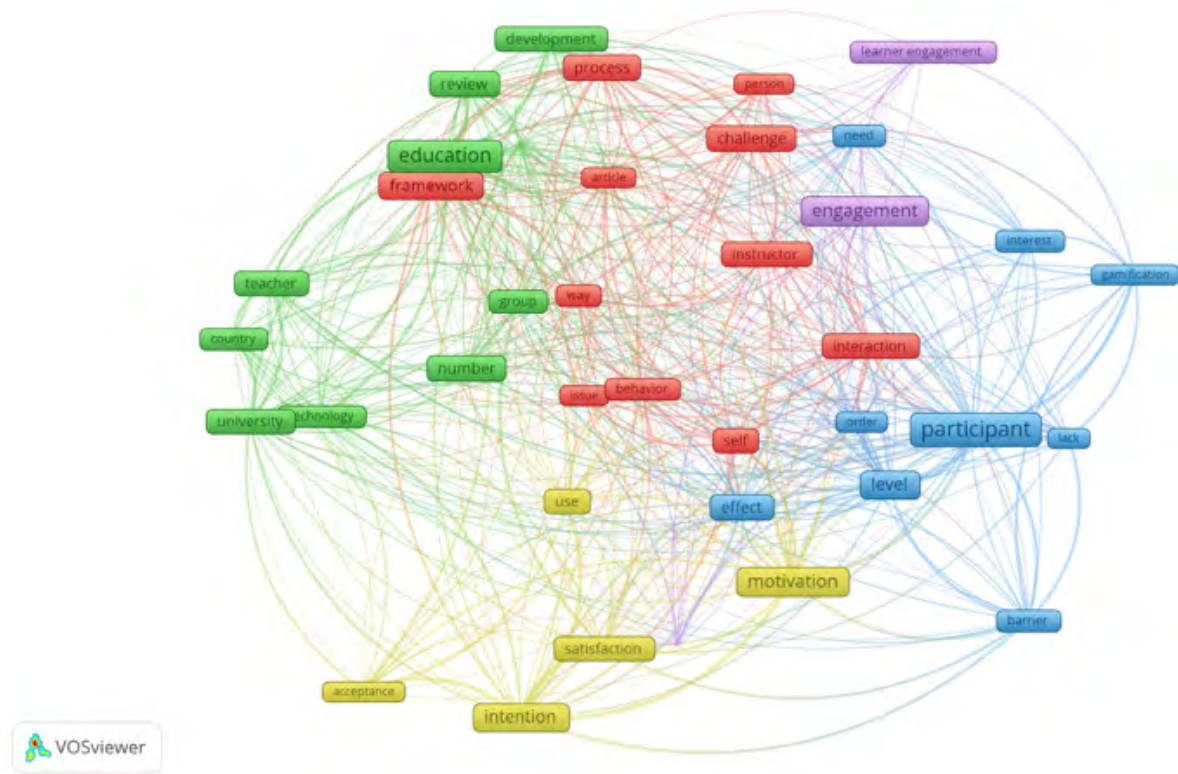 development
learner engagement
process
review
person
challenge
need
education
article
framework
engagement
interest
instructor
gamification
teacher
group
way
country
interaction
number
behavior
issue
university
echnology
order
participant
lack
self
level
use
effect
motivation
barrier
satisfaction
acceptance
intention
VOSviewer